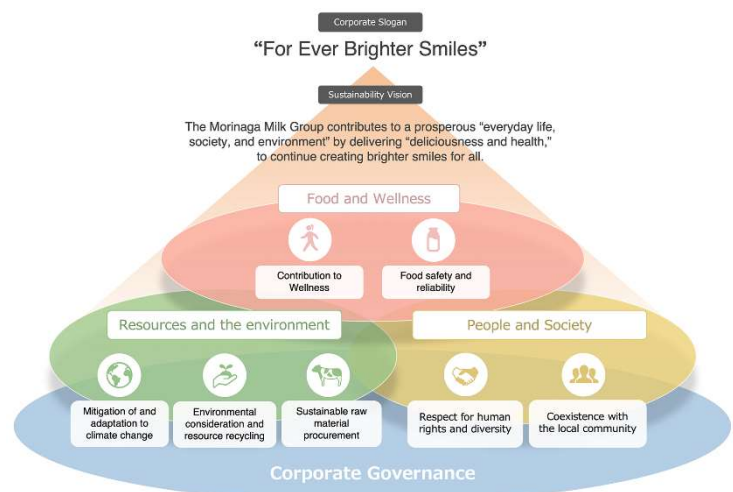 Corporate Slogan
“For Ever Brighter Smiles”
Sustainability Vision
The Morinaga Milk Group contributes to a prosperous “everyday life,
society, and environment” by delivering “deliciousness and health,”
to continue creating brighter smiles for all.
Food and Wellness
Contribution to
Wellness
Food safety and
reliability
Resources and the environment
Mitigation of and
adaptation to
climate change
Environmental
consideration and
resource recycling
Sustainable raw
material
procurement
People and Society
Respect for human
rights and diversity
Coexistence with
the local community
Corporate Governance